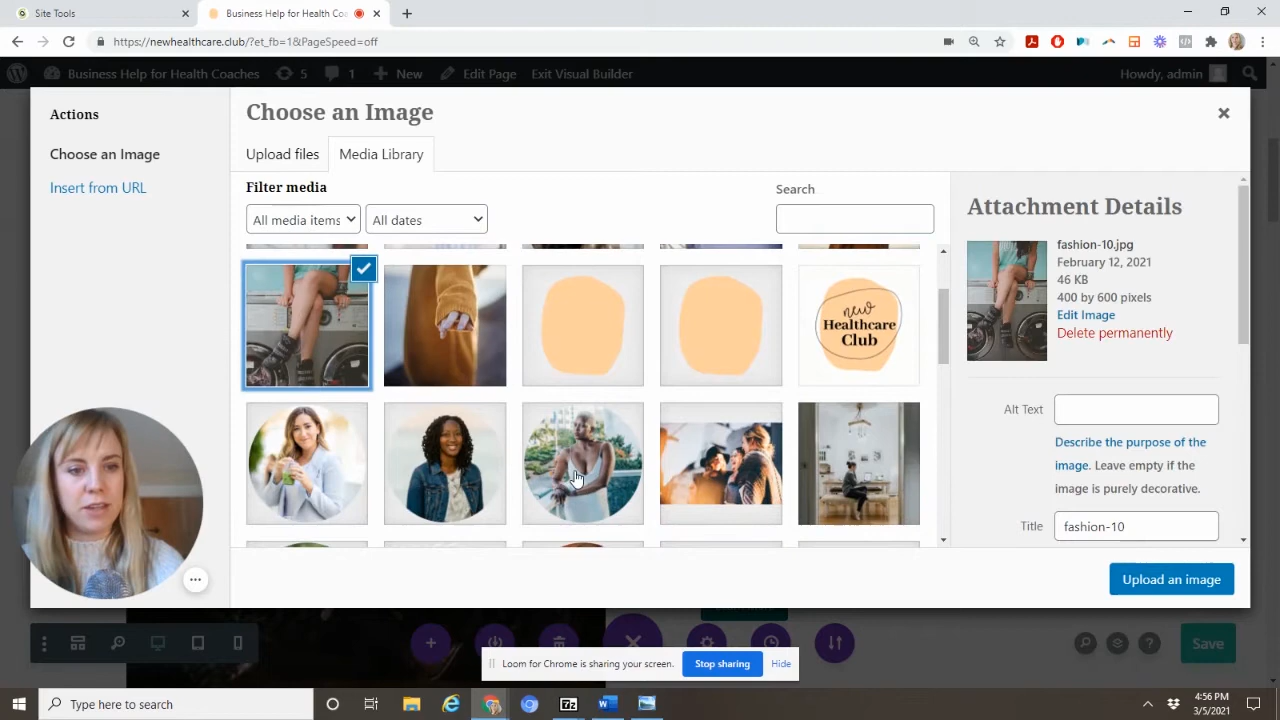 Site Tools
Business Help for Health Coa
https://newhealthcare.club/?et_fb=1&PageSpeed=off
Business Help for Health Coaches
5
New
Edit Page
Exit Visual Builder
Howdy, admin
Actions
Choose an Image
Insert from URL
Choose an Image
Upload files
Media Library
Filter media
All media items
All dates
Search
new
Healthcare
Club
Attachment Details
fashion-10.jpg
February 12, 2021
46 KB
400 by 600 pixels
Edit Image
Delete permanently
Alt Text
Describe the purpose of the
image. Leave empty if the
image is purely decorative.
Title
fashion-10
Upload an image
Save
Loom for Chrome is sharing your screen.
Stop sharing
Hide
Type here to search
4:56 PM
3/5/2021